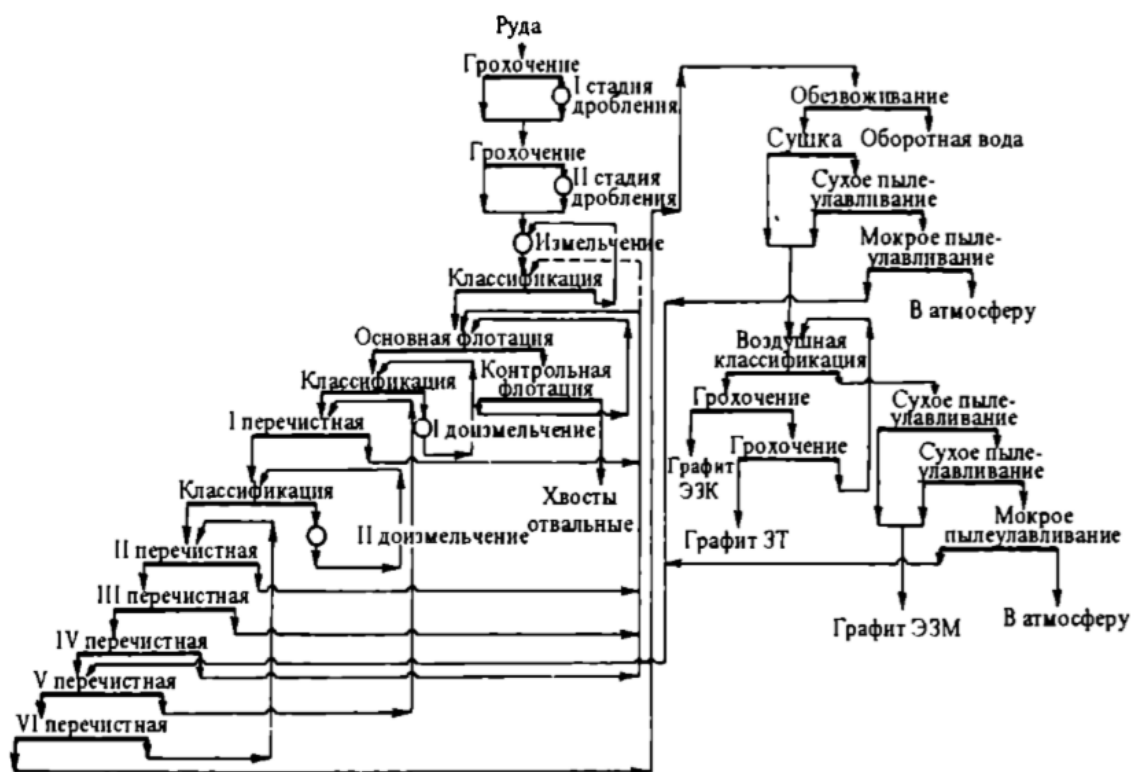 Руда
Грохочение
I стадия
дробления
Грохочение
II стадия
дробления
Измельчение
Классификация
Основная флотация
Контрольная
флотация
Классификация
I доизмельчение
I перечистная
Хвосты
отвальные
Классификация
II доизмельчение
II перечистная
III перечистная
IV перечистная
V перечистная
VI перечистная
Обезвоживание
Сушка
Оборотная вода
Сухое пыле-
улавливание
Мокрое пыле-
улавливание
В атмосферу
Воздушная
классификация
Грохочение
Сухое пыле-
улавливание
Грохочение
Сухое пыле-
улавливание
Графит
ЭЗК
Графит ЗТ
Мокрое
пылеулавливание
Графит ЭЗМ
В атмосферу